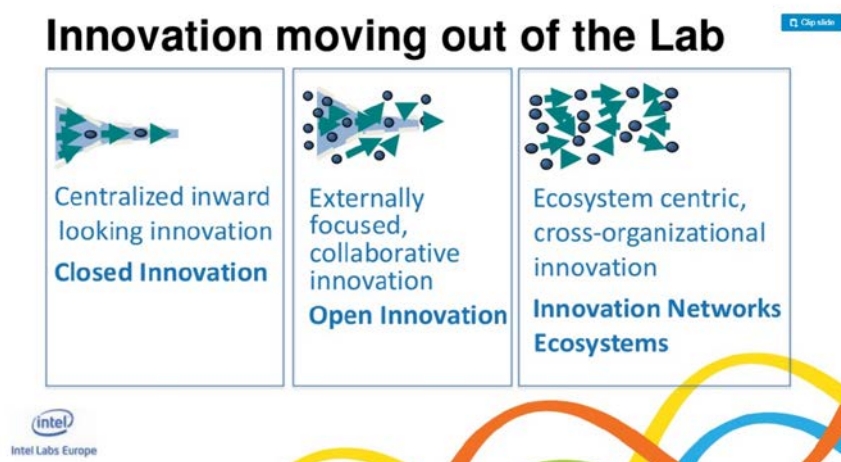 Innovation moving out of the Lab
Clip slide
Centralized inward
looking innovation
Closed Innovation
Externally
focused,
collaborative
innovation
Open Innovation
Ecosystem centric,
cross-organizational
innovation
Innovation Networks
Ecosystems
intel
Intel Labs Europe